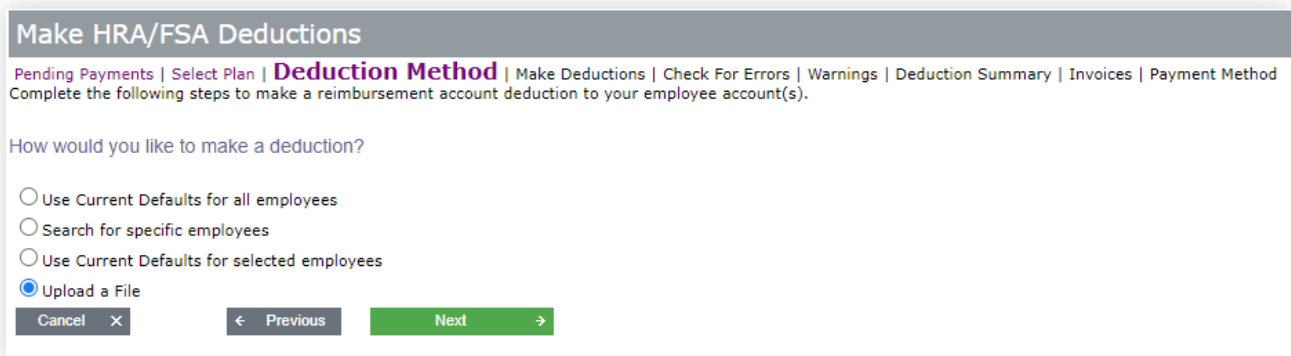 Make HRA/FSA Deductions
Pending Payments | Select Plan | Deduction Method | Make Deductions | Check For Errors | Warnings | Deduction Summary | Invoices | Payment Method
Complete the following steps to make a reimbursement account deduction to your employee account(s).
How would you like to make a deduction?
Use Current Defaults for all employees
Search for specific employees
Use Current Defaults for selected employees
Upload a File
Cancel × ← Previous Next →